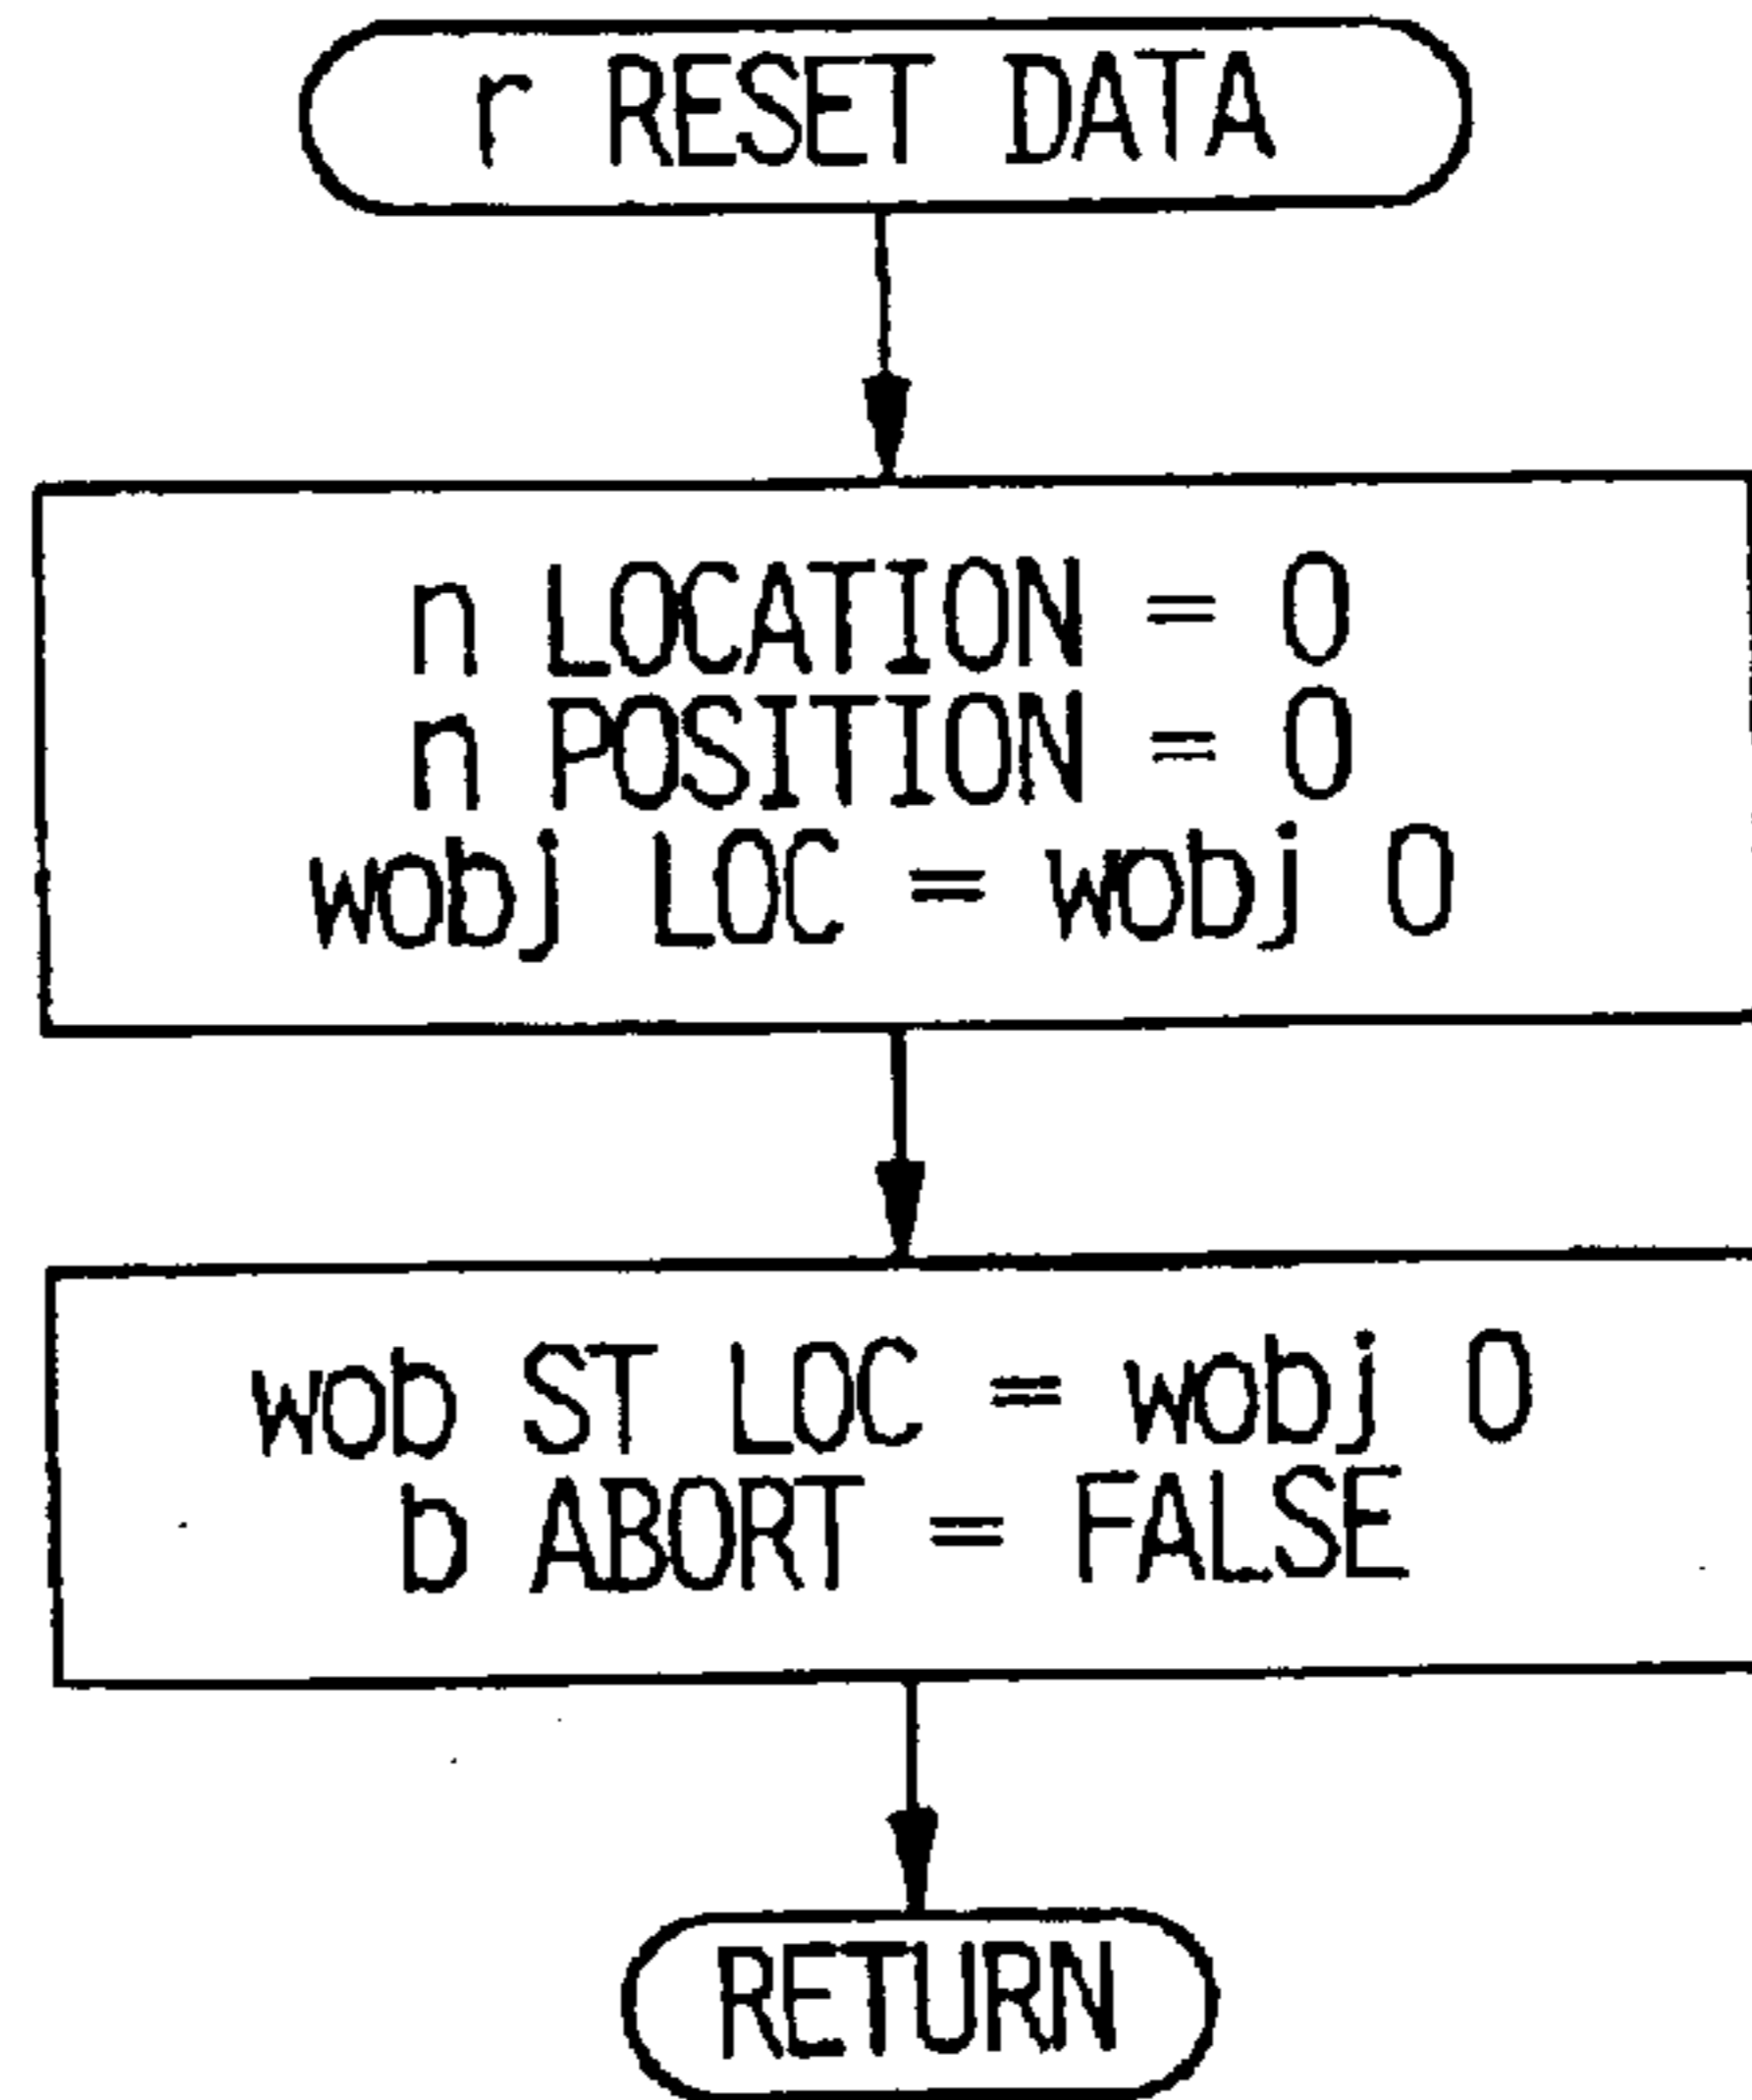 r RESET DATA
n LOCATION = 0
n POSITION = 0
wobj LOC = wobj 0
wob ST LOC = wobj 0
b ABORT = FALSE
RETURN